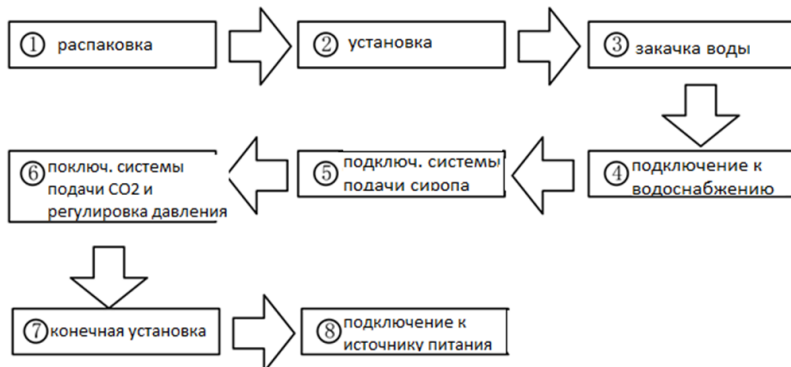 ① распаковка
② установка
③ закачка воды
④ подключение к
водоснабжению
⑤ подключ. системы
подачи сиропа
⑥ поключ. системы
подачи CO2 и
регулировка давления
⑦ конечная установка
⑧ подключение к
источнику питания